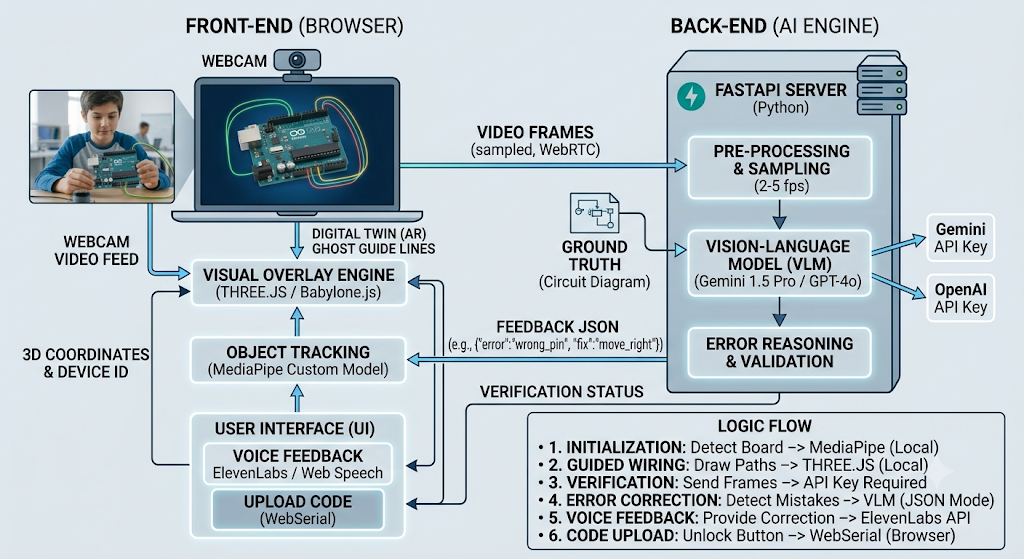 FRONT-END (BROWSER)
BACK-END (AI ENGINE)
WEBCAM
WEBCAM
VIDEO FEED
DIGITAL TWIN (AR)
GHOST GUIDE LINES
VISUAL OVERLAY ENGINE
(THREE.JS / Babylone.js)
3D COORDINATES
& DEVICE ID
OBJECT TRACKING
(MediaPipe Custom Model)
USER INTERFACE (UI)
VOICE FEEDBACK
ElevenLabs / Web Speech
UPLOAD CODE
(WebSerial)
VIDEO FRAMES
(sampled, WebRTC)
GROUND
TRUTH
(Circuit Diagram)
FEEDBACK JSON
(e.g., {"error":"wrong_pin", "fix":"move_right"})
VERIFICATION STATUS
FASTAPI SERVER
(Python)
PRE-PROCESSING
& SAMPLING
(2-5 fps)
VISION-LANGUAGE
MODEL (VLM)
(Gemini 1.5 Pro / GPT-4o)
ERROR REASONING
& VALIDATION
Gemini
API Key
OpenAI
API Key
LOGIC FLOW
• 1. INITIALIZATION: Detect Board –> MediaPipe (Local)
• 2. GUIDED WIRING: Draw Paths –> THREE.JS (Local)
• 3. VERIFICATION: Send Frames –> API Key Required
• 4. ERROR CORRECTION: Detect Mistakes –> VLM (JSON Mode)
• 5. VOICE FEEDBACK: Provide Correction –> ElevenLabs API
• 6. CODE UPLOAD: Unlock Button –> WebSerial (Browser)